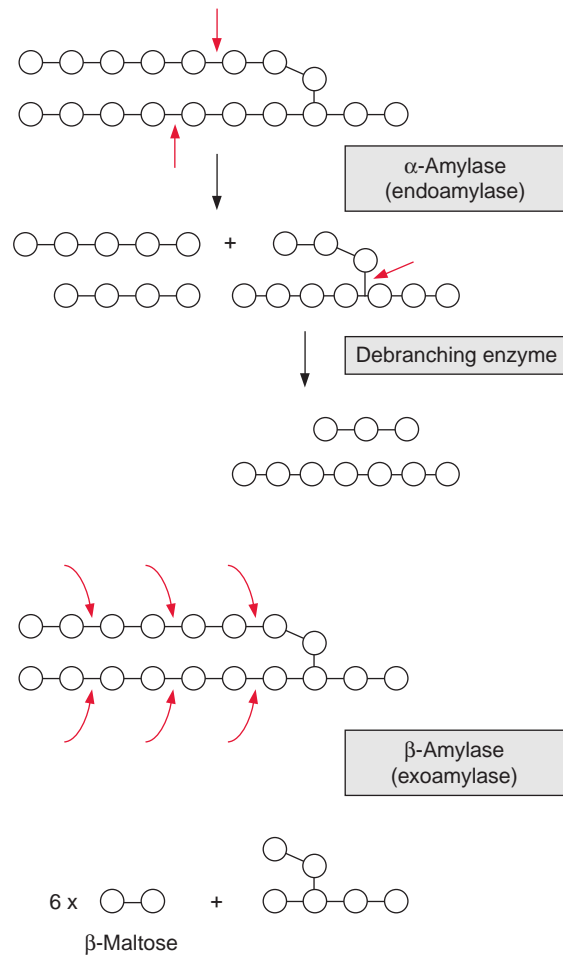 α-Amylase
(endoamylase)
+
Debranching enzyme
β-Amylase
(exoamylase)
6 x
+
β-Maltose